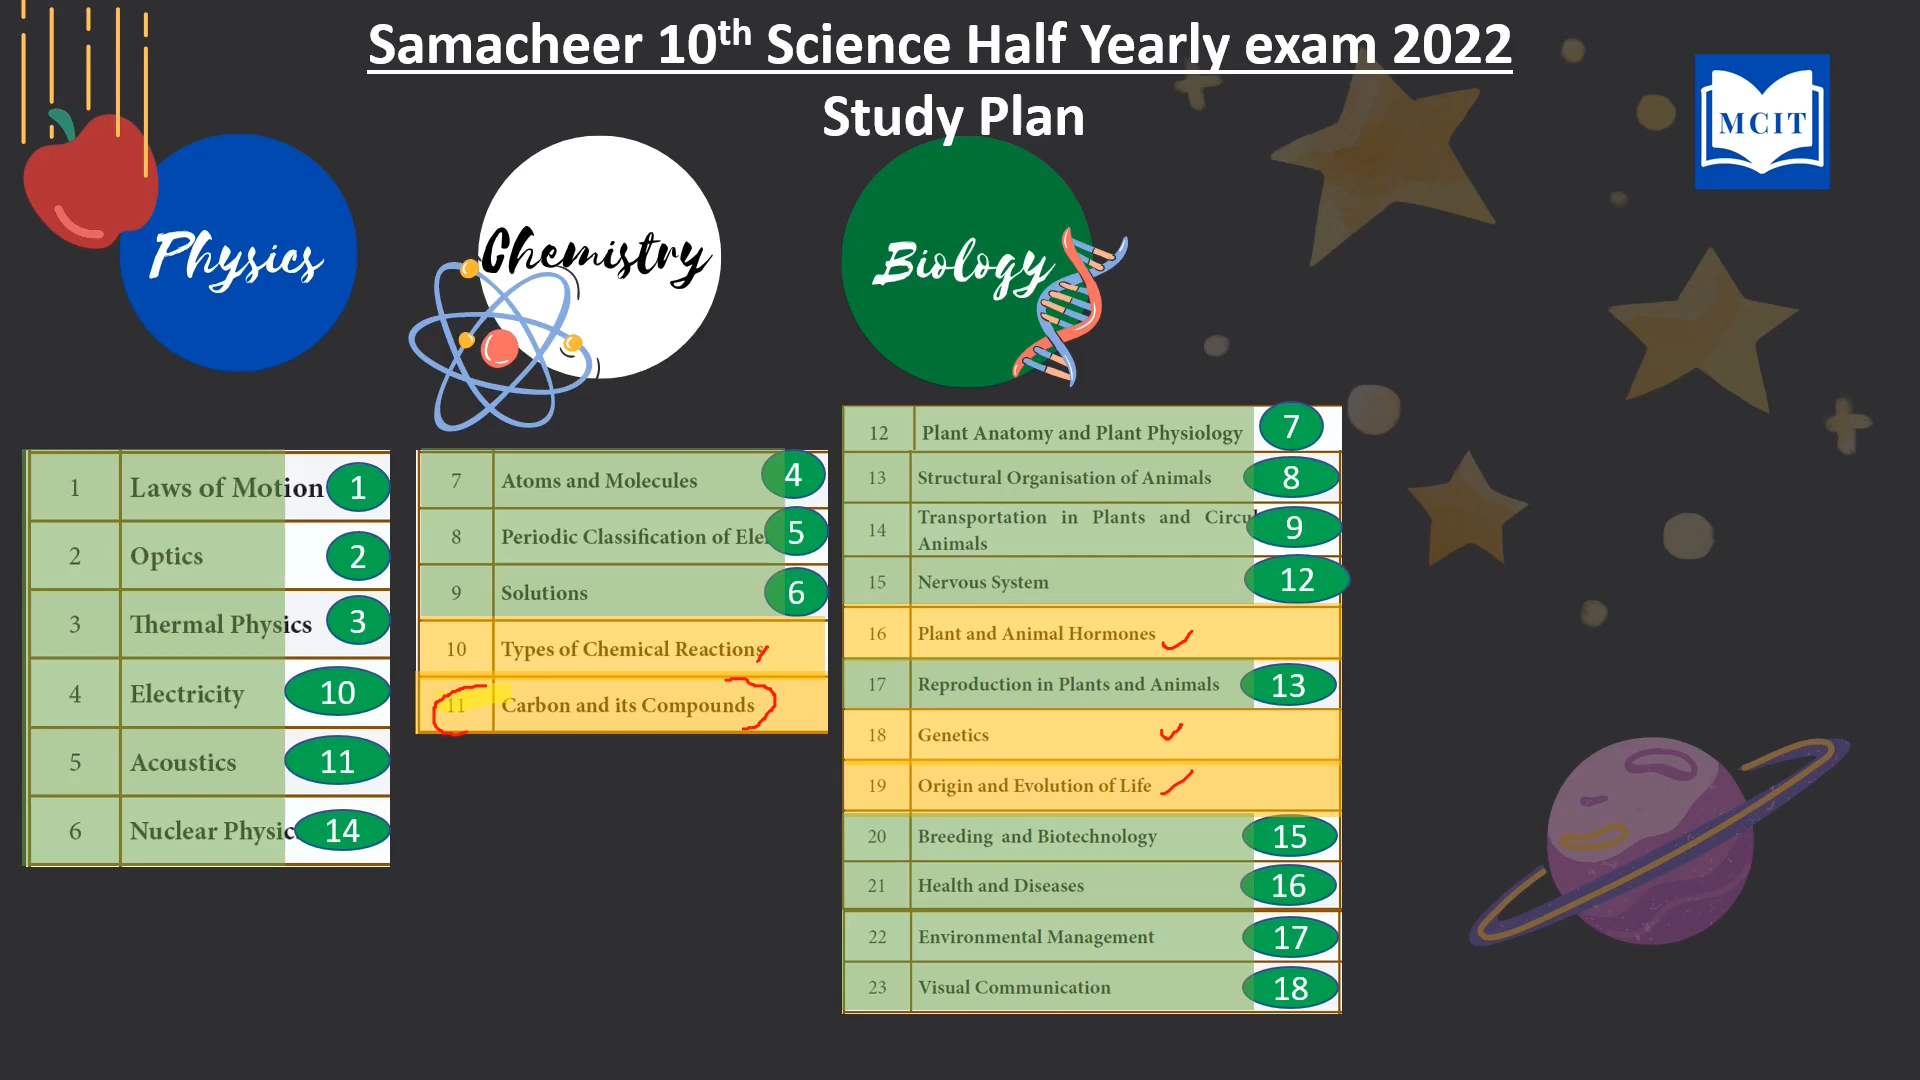 Samacheer 10th Science Half Yearly exam 2022
Study Plan
MCIT
Physics
Chemistry
Biology
1 Laws of Motion 1
2 Optics 2
3 Thermal Physics 3
4 Electricity 10
5 Acoustics 11
6 Nuclear Physic 14
7 Atoms and Molecules 4
8 Periodic Classification of Ele 5
9 Solutions 6
10 Types of Chemical Reactions
11 Carbon and its Compounds
12 Plant Anatomy and Plant Physiology 7
13 Structural Organisation of Animals 8
14 Transportation in Plants and Circul 9
Animals
15 Nervous System 12
16 Plant and Animal Hormones
17 Reproduction in Plants and Animals 13
18 Genetics
19 Origin and Evolution of Life
20 Breeding and Biotechnology 15
21 Health and Diseases 16
22 Environmental Management 17
23 Visual Communication 18